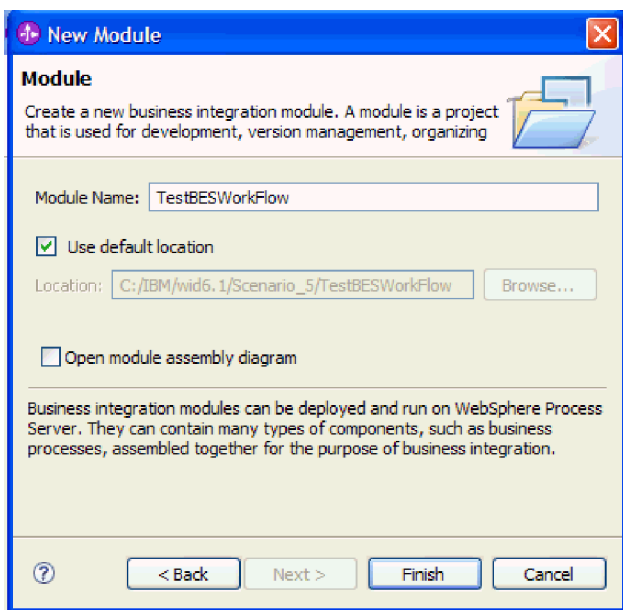 New Module
Module
Create a new business integration module. A module is a project
that is used for development, version management, organizing
Module Name: TestBESWorkFlow
Use default location
Location: C:/IBM/wid6.1/Scenario_5/TestBESWorkFlow Browse...
Open module assembly diagram
Business integration modules can be deployed and run on WebSphere Process
Server. They can contain many types of components, such as business
processes, assembled together for the purpose of business integration.
? < Back Next > Finish Cancel